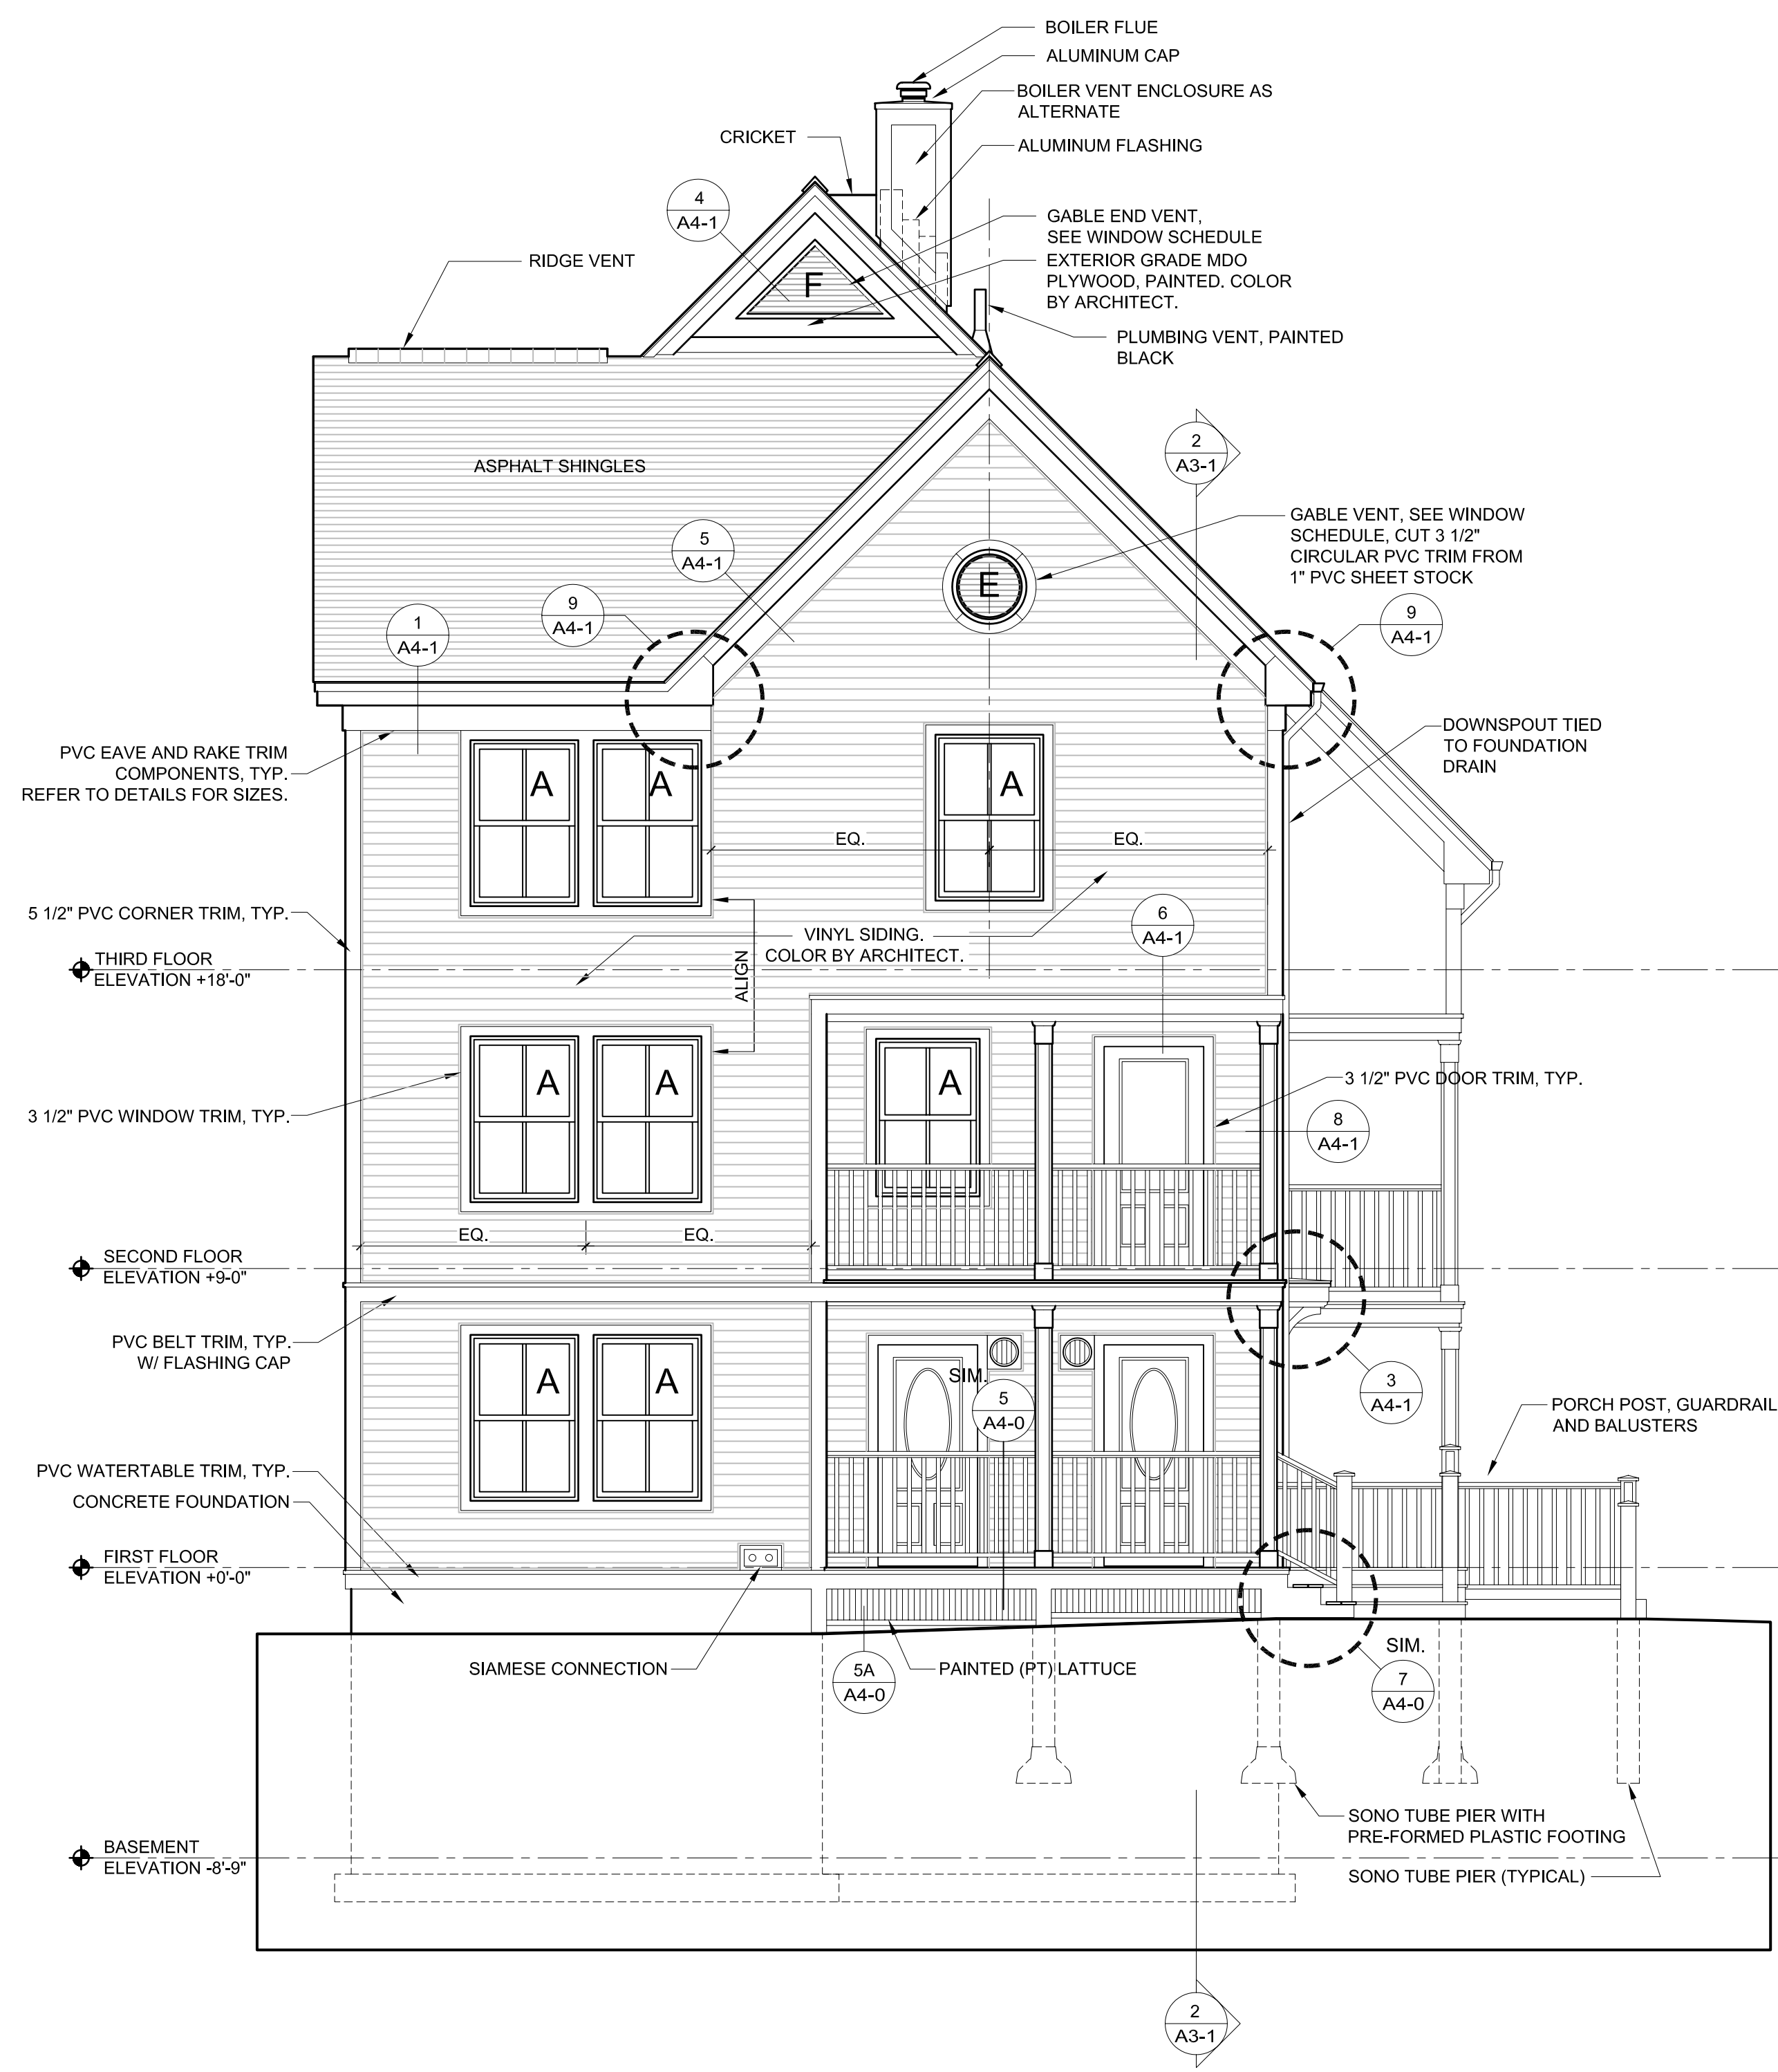 BOILER FLUE
ALUMINUM CAP
BOILER VENT ENCLOSURE AS
ALTERNATE
CRICKET
ALUMINUM FLASHING
4
A4-1
GABLE END VENT,
SEE WINDOW SCHEDULE
EXTERIOR GRADE MDO
PLYWOOD, PAINTED. COLOR
BY ARCHITECT.
RIDGE VENT
F
PLUMBING VENT, PAINTED
BLACK
2
A3-1
ASPHALT SHINGLES
GABLE VENT, SEE WINDOW
SCHEDULE, CUT 3 1/2"
CIRCULAR PVC TRIM FROM
1" PVC SHEET STOCK
5
A4-1
E
9
A4-1
9
A4-1
1
A4-1
PVC EAVE AND RAKE TRIM
COMPONENTS, TYP.
REFER TO DETAILS FOR SIZES.
DOWNSPOUT TIED
TO FOUNDATION
DRAIN
A
A
A
EQ.
EQ.
5 1/2" PVC CORNER TRIM, TYP.
6
A4-1
VINYL SIDING.
COLOR BY ARCHITECT.
THIRD FLOOR
ELEVATION +18'-0"
ALIGN
3 1/2" PVC WINDOW TRIM, TYP.
A
A
A
3 1/2" PVC DOOR TRIM, TYP.
8
A4-1
EQ.
EQ.
SECOND FLOOR
ELEVATION +9-0"
PVC BELT TRIM, TYP.
W/ FLASHING CAP
A
A
SIM.
5
A4-0
3
A4-1
PORCH POST, GUARDRAIL
AND BALUSTERS
PVC WATERTABLE TRIM, TYP.
CONCRETE FOUNDATION
FIRST FLOOR
ELEVATION +0'-0"
SIAMESE CONNECTION
5A
A4-0
PAINTED (PT) LATTUCE
SIM.
7
A4-0
SONO TUBE PIER WITH
PRE-FORMED PLASTIC FOOTING
BASEMENT
ELEVATION -8'-9"
SONO TUBE PIER (TYPICAL)
2
A3-1